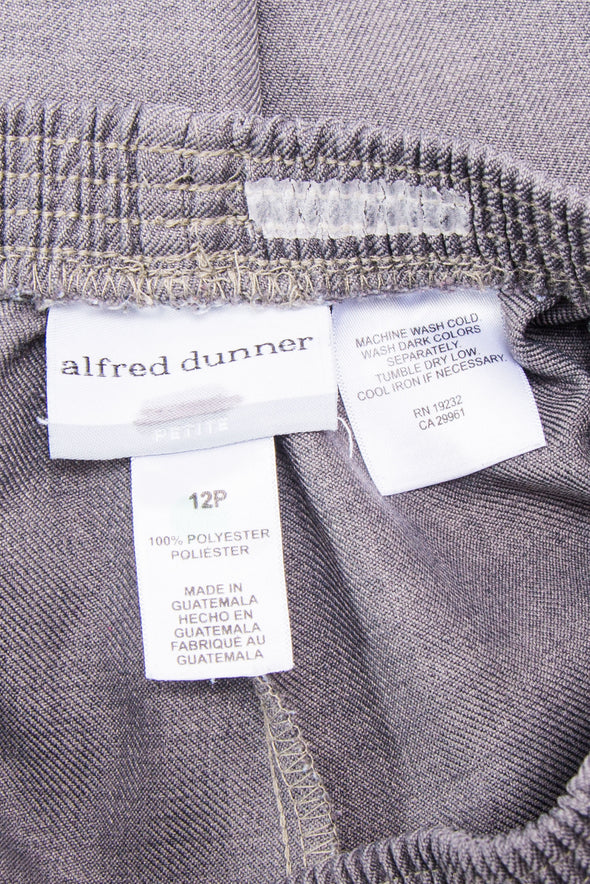 alfred dunner
PETITE
12P
100% POLYESTER
POLIÉSTER
MADE IN
GUATEMALA
HECHO EN
GUATEMALA
FABRIQUÉ AU
GUATEMALA
MACHINE WASH COLD.
WASH DARK COLORS
SEPARATELY
TUMBLE DRY LOW.
COOL IRON IF NECESSARY.
RN 19232
CA 29961